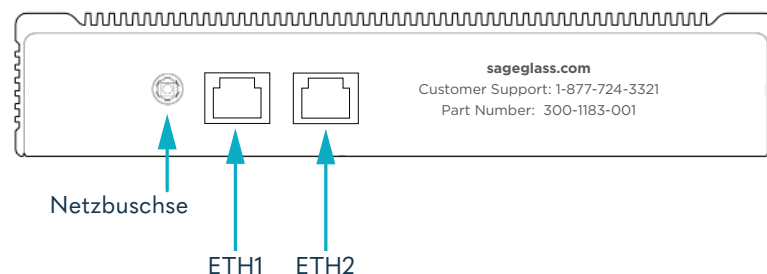 sageglass.com
Customer Support: 1-877-724-3321
Part Number: 300-1183-001
Netzbuschse
ETH1 ETH2